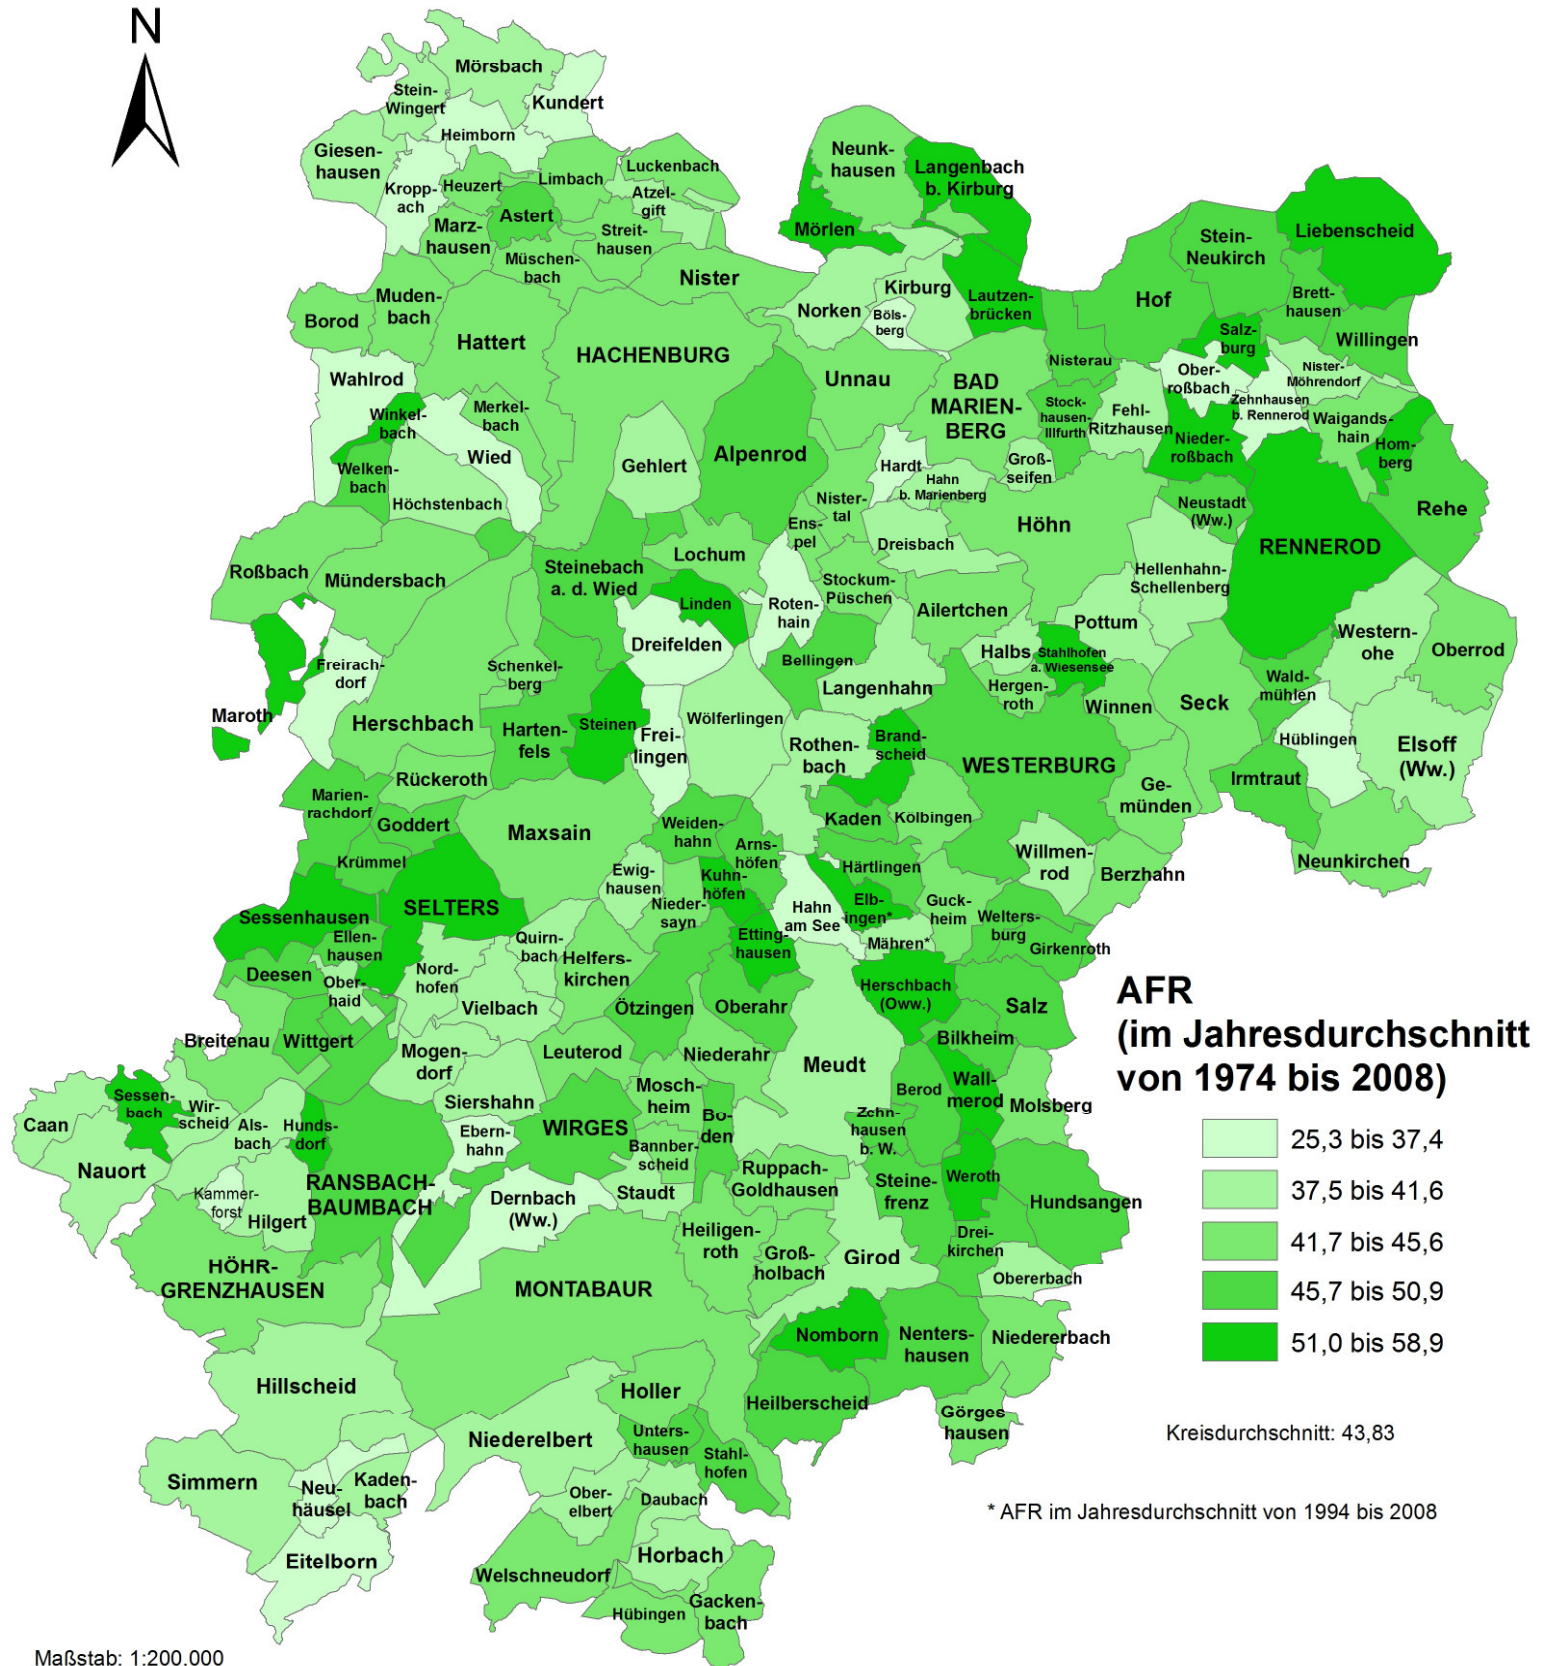 N
Mörsbach
Stein-
Wingert
Kundert
Heimborn
Giesen-
hausen
Kropp-
ach
Heuzert
Limbach
Luckenbach
Atzel-
gift
Astert
Marz-
hausen
Streit-
hausen
Müschen-
bach
Nister
Neunk-
hausen
Langenbach
b. Kirburg
Mörlen
Liebenscheid
Stein-
Neukirch
Hof
Brett-
hausen
Willingen
Salz-
burg
Kirburg
Norken
Böls-
berg
Lautzen-
brücken
Muden-
bach
Borod
Hattert
HACHENBURG
Unnau
BAD
MARIEN-
BERG
Nisterau
Stock-
hausen-
Illfurth
Fehl-
Ritzhausen
Ober-
roßbach
Nister-
Möhrendorf
Zehnhausen
b. Rennerod
Waigands-
hain
Hom-
berg
Nieder-
roßbach
Rehe
Wahlrod
Winkel-
bach
Merkel-
bach
Wied
Welken-
bach
Höchstenbach
Gehlert
Alpenrod
Hardt
Hahn
b. Marienberg
Groß-
seifen
Nister-
tal
Ens-
pel
Dreisbach
Höhn
Neustadt
(Ww.)
RENNEROD
Hellenhahn-
Schellenberg
Roßbach
Mündersbach
Steinebach
a. d. Wied
Lochum
Linden
Roten-
hain
Stockum-
Püschen
Ailertchen
Pottum
Western-
ohe
Oberrod
Dreifelden
Bellingen
Langenhahn
Halbs
Stahlhofen
a. Wiesensee
Hergen-
roth
Winnen
Seck
Wald-
mühlen
Hüblingen
Elsoff
(Ww.)
Irmtraut
Neunkirchen
Freirach-
dorf
Maroth
Herschbach
Schenkel-
berg
Harten-
fels
Steinen
Frei-
lingen
Wölferlingen
Rothen-
bach
Brand-
scheid
WESTERBURG
Ge-
münden
Rückeroth
Marien-
rachdorf
Goddert
Krümmel
Maxsain
Weiden-
hahn
Arns-
höfen
Kaden
Kölbingen
Willmen-
rod
Berzhahn
Härtlingen
Elb-
ingen*
Guck-
heim
Welters-
burg
Girkenroth
Ewig-
hausen
Kuhn-
höfen
Nieder-
sayn
Hahn
am See
Mähren*
Etting-
hausen
SELTERS
Sessenhausen
Ellen-
hausen
Deesen
Ober-
haid
Nord-
hofen
Quirn-
bach
Helfers-
kirchen
Vielbach
Ötzingen
Oberahr
Herschbach
(Oww.)
Salz
Bilkheim
Breitenau
Wittgert
Mogen-
dorf
Leuterod
Niederahr
Meudt
Berod
Wall-
merod
Molsberg
Siershahn
Mosch-
heim
Bo-
den
Zehn-
hausen
b. W.
Sessen-
bach
Wir-
scheid
Caan
Als-
bach
Hunds-
dorf
Ebern-
hahn
WIRGES
Bannber-
scheid
Nauort
RANSBACH-
BAUMBACH
Kammer-
forst
Hilgert
Dernbach
(Ww.)
Staudt
Ruppach-
Goldhausen
Steine-
frenz
Weroth
Hundsangen
Heiligen-
roth
Groß-
holbach
Girod
Drei-
kirchen
Obererbach
HÖHR-
GRENZHAUSEN
MONTABAUR
Nomborn
Nenters-
hausen
Niedererbach
Hillscheid
Holler
Heilberscheid
Görges
hausen
Niederelbert
Unters-
hausen
Stahl-
hofen
Simmern
Neu-
häusel
Kaden-
bach
Ober-
elbert
Daubach
Eitelborn
Horbach
Welschneudorf
Hübingen
Gacken-
bach
AFR
(im Jahresdurchschnitt
von 1974 bis 2008)
25,3 bis 37,4
37,5 bis 41,6
41,7 bis 45,6
45,7 bis 50,9
51,0 bis 58,9
Kreisdurchschnitt: 43,83
* AFR im Jahresdurchschnitt von 1994 bis 2008
Maßstab: 1:200.000